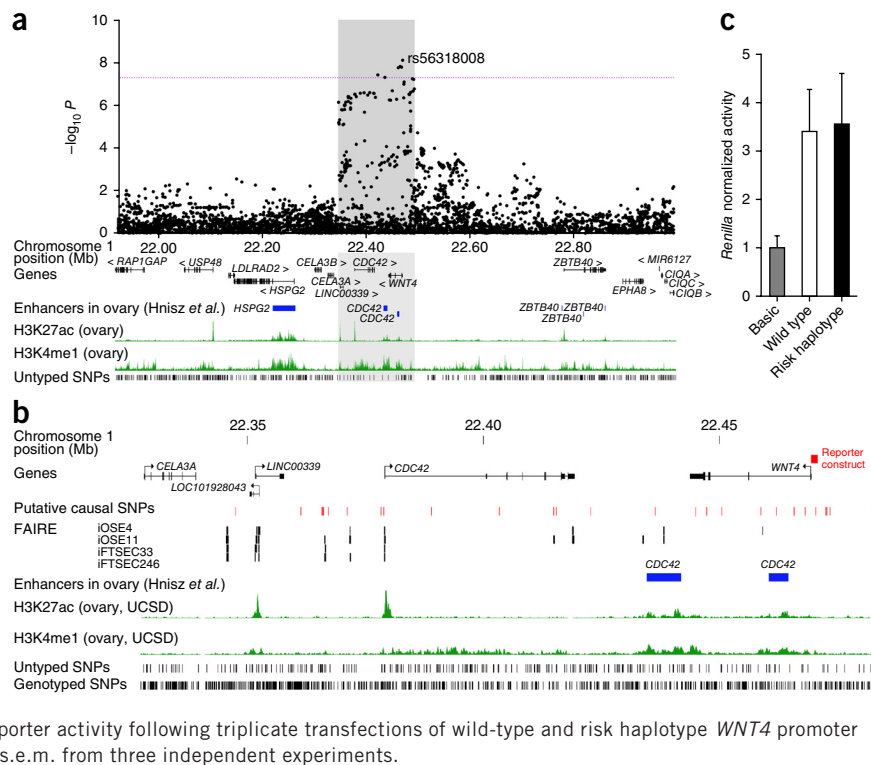 a
10
8
6
4
2
0
−log10 P
rs56318008
Chromosome 1
position (Mb)
22.00
22.20
22.40
22.60
22.80
Genes
< RAP1GAP
< USP48
LDLRAD2 >
< HSPG2
CELA3B >
CELA3A >
LINC00339 >
CDC42 >
< WNT4
ZBTB40 >
EPHA8 >
< MIR6127
CIQA >
CIQC >
CIQB >
Enhancers in ovary (Hnisz et al.)
HSPG2
CDC42
CDC42
ZBTB40
ZBTB40
ZBTB40
H3K27ac (ovary)
H3K4me1 (ovary)
Untyped SNPs
c
5
4
3
2
1
0
Renilla normalized activity
Basic
Wild type
Risk haplotype
b
Chromosome 1
position (Mb)
22.35
22.40
22.45
Genes
CELA3A
LINC00339
LOC101928043
CDC42
WNT4
Reporter
construct
Putative causal SNPs
FAIRE
iOSE4
iOSE11
iFTSEC33
iFTSEC246
Enhancers in ovary (Hnisz et al.)
CDC42
CDC42
H3K27ac (ovary, UCSD)
H3K4me1 (ovary, UCSD)
Untyped SNPs
Genotyped SNPs
porter activity following triplicate transfections of wild-type and risk haplotype WNT4 promoter
s.e.m. from three independent experiments.